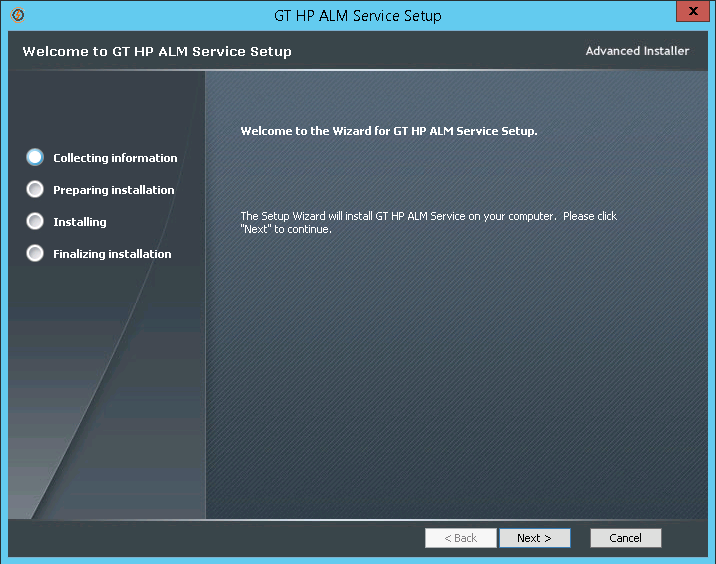 GT HP ALM Service Setup
X
Welcome to GT HP ALM Service Setup
Advanced Installer
Welcome to the Wizard for GT HP ALM Service Setup.
Collecting information
Preparing installation
Installing
Finalizing installation
The Setup Wizard will install GT HP ALM Service on your computer.  Please click
"Next" to continue.
< Back
Next >
Cancel